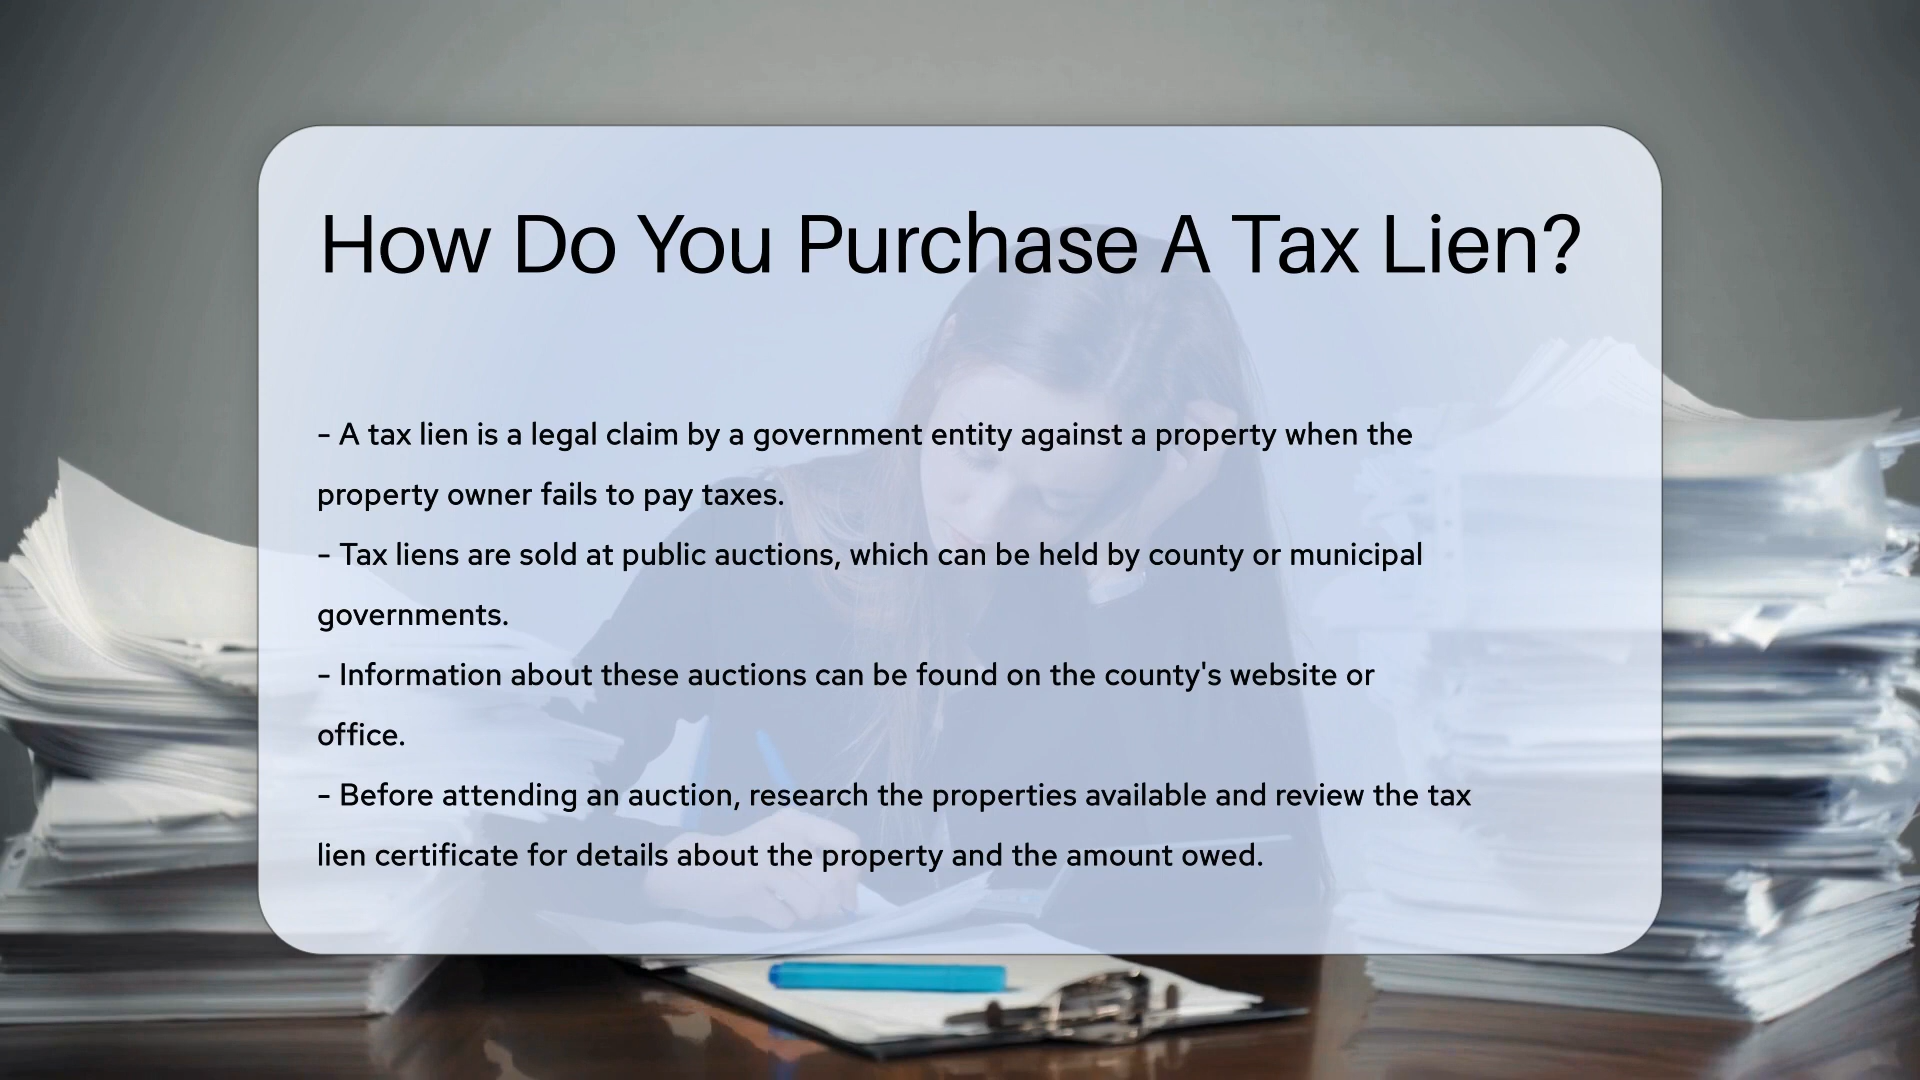 How Do You Purchase A Tax Lien?
- A tax lien is a legal claim by a government entity against a property when the
property owner fails to pay taxes.
- Tax liens are sold at public auctions, which can be held by county or municipal
governments.
- Information about these auctions can be found on the county's website or
office.
- Before attending an auction, research the properties available and review the tax
lien certificate for details about the property and the amount owed.